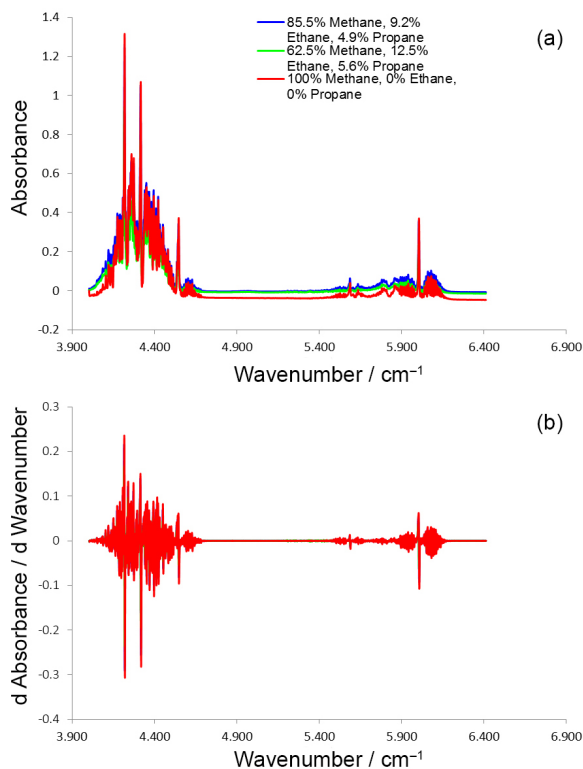 (a)
85.5% Methane, 9.2%
Ethane, 4.9% Propane
62.5% Methane, 12.5%
Ethane, 5.6% Propane
100% Methane, 0% Ethane,
0% Propane
Absorbance
1.4
1.2
1
0.8
0.6
0.4
0.2
0
-0.2
3.900
4.400
4.900
5.400
5.900
6.400
6.900
Wavenumber / cm⁻¹
(b)
d Absorbance / d Wavenumber
0.3
0.2
0.1
0
-0.1
-0.2
-0.3
-0.4
3.900
4.400
4.900
5.400
5.900
6.400
6.900
Wavenumber / cm⁻¹